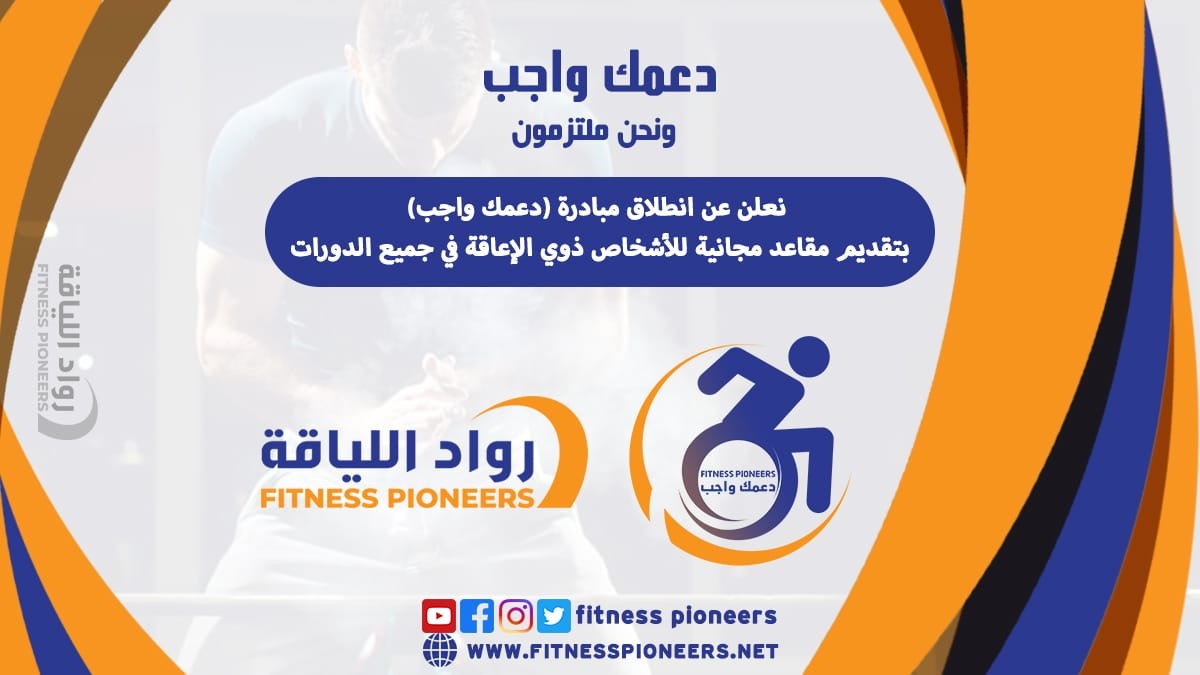 دعمك واجب
ونحن ملتزمون
نعلن عن انطلاق مبادرة (دعمك واجب)
بتقديم مقاعد مجانية للأشخاص ذوي الإعاقة في جميع الدورات
رواد اللياقة
FITNESS PIONEERS
رواد اللياقة
FITNESS PIONEERS
FITNESS PIONEERS
دعمك واجب
fitness pioneers
WWW.FITNESSPIONEERS.NET